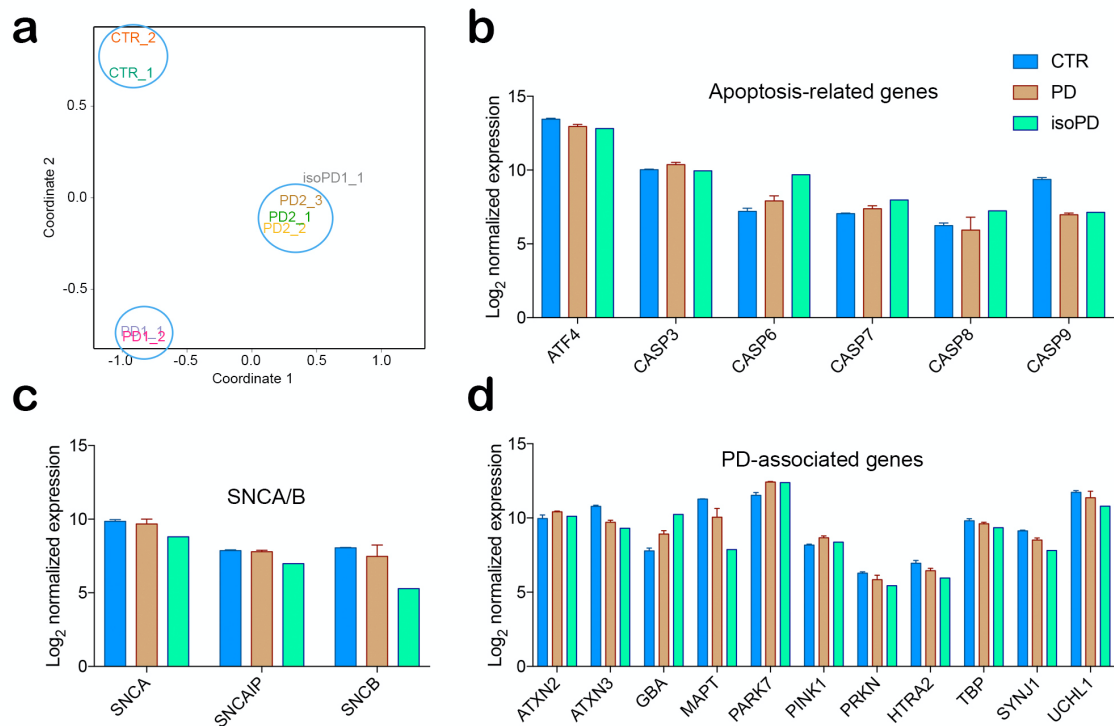 a
CTR_2
CTR_1
isoPD1_1
PD2_3
PD2_1
PD2_2
PD1_1
PD1_2
0.5
0.0
-0.5
Coordinate 2
-1.0 -0.5 0.0 0.5 1.0
Coordinate 1
b
Apoptosis-related genes
CTR
PD
isoPD
15
10
5
0
Log2 normalized expression
ATF4 CASP3 CASP6 CASP7 CASP8 CASP9
c
SNCA/B
15
10
5
0
Log2 normalized expression
SNCA SNCAIP SNCB
d
PD-associated genes
15
10
5
0
Log2 normalized expression
ATXN2 ATXN3 GBA MAPT PARK7 PINK1 PRKN HTRA2 TBP SYNJ1 UCHL1